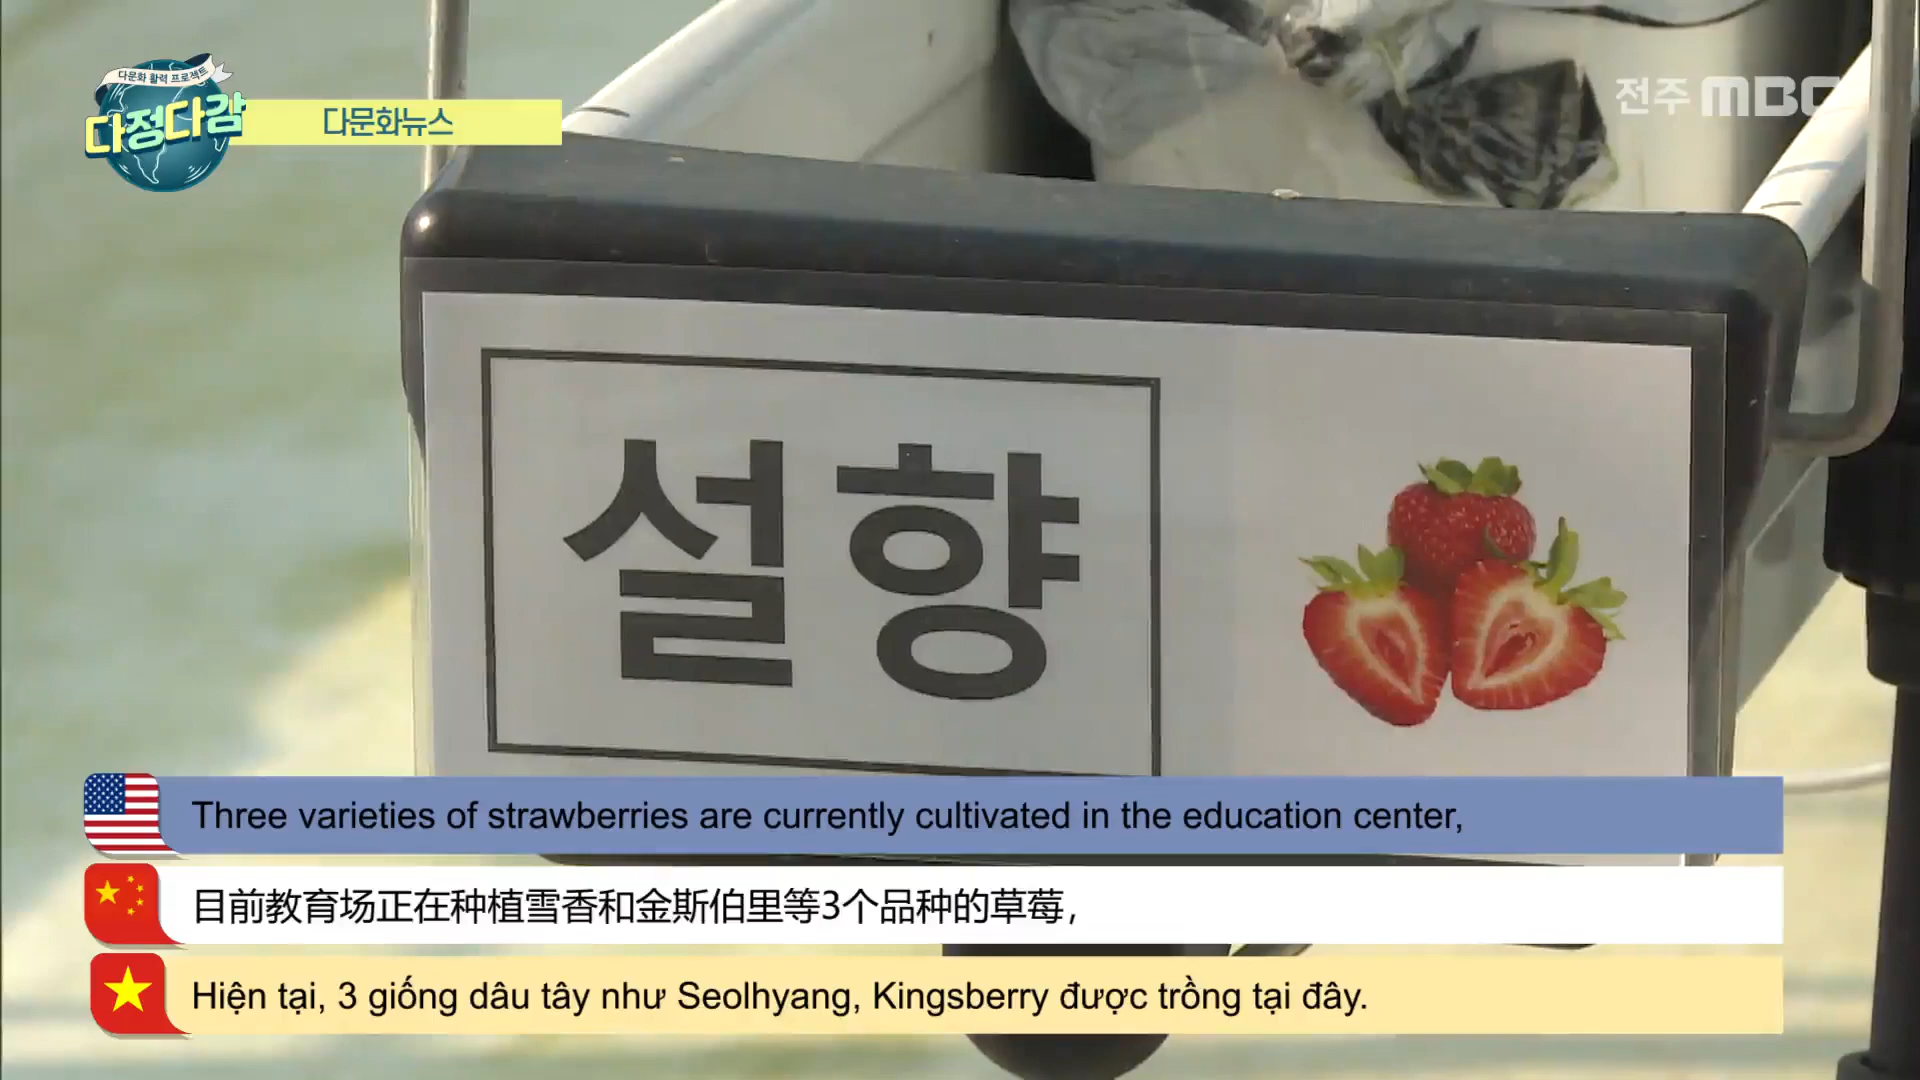 다문화 활력 프로젝트
다정다감
다문화뉴스
전주 MBC
설향
Three varieties of strawberries are currently cultivated in the education center,
目前教育场正在种植雪香和金斯伯里等3个品种的草莓,
Hiện tại, 3 giống dâu tây như Seolhyang, Kingsberry được trồng tại đây.